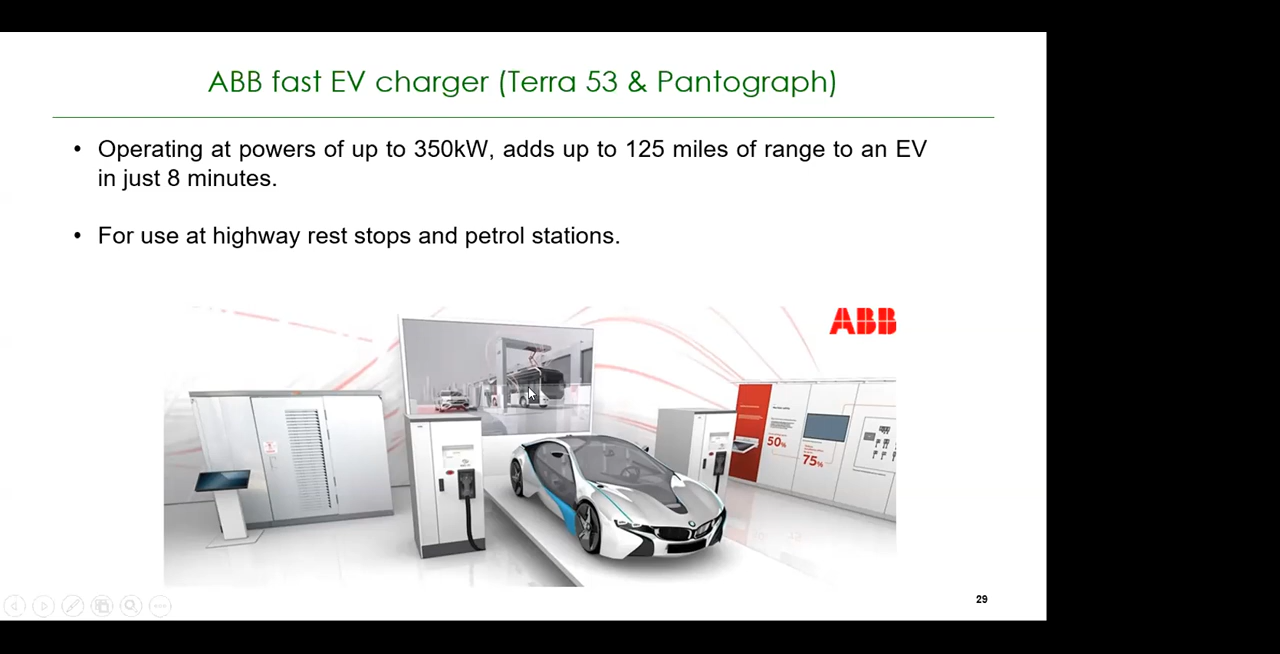 ABB fast EV charger (Terra 53 & Pantograph)
• Operating at powers of up to 350kW, adds up to 125 miles of range to an EV
in just 8 minutes.
• For use at highway rest stops and petrol stations.
ABB
50%
75%
29